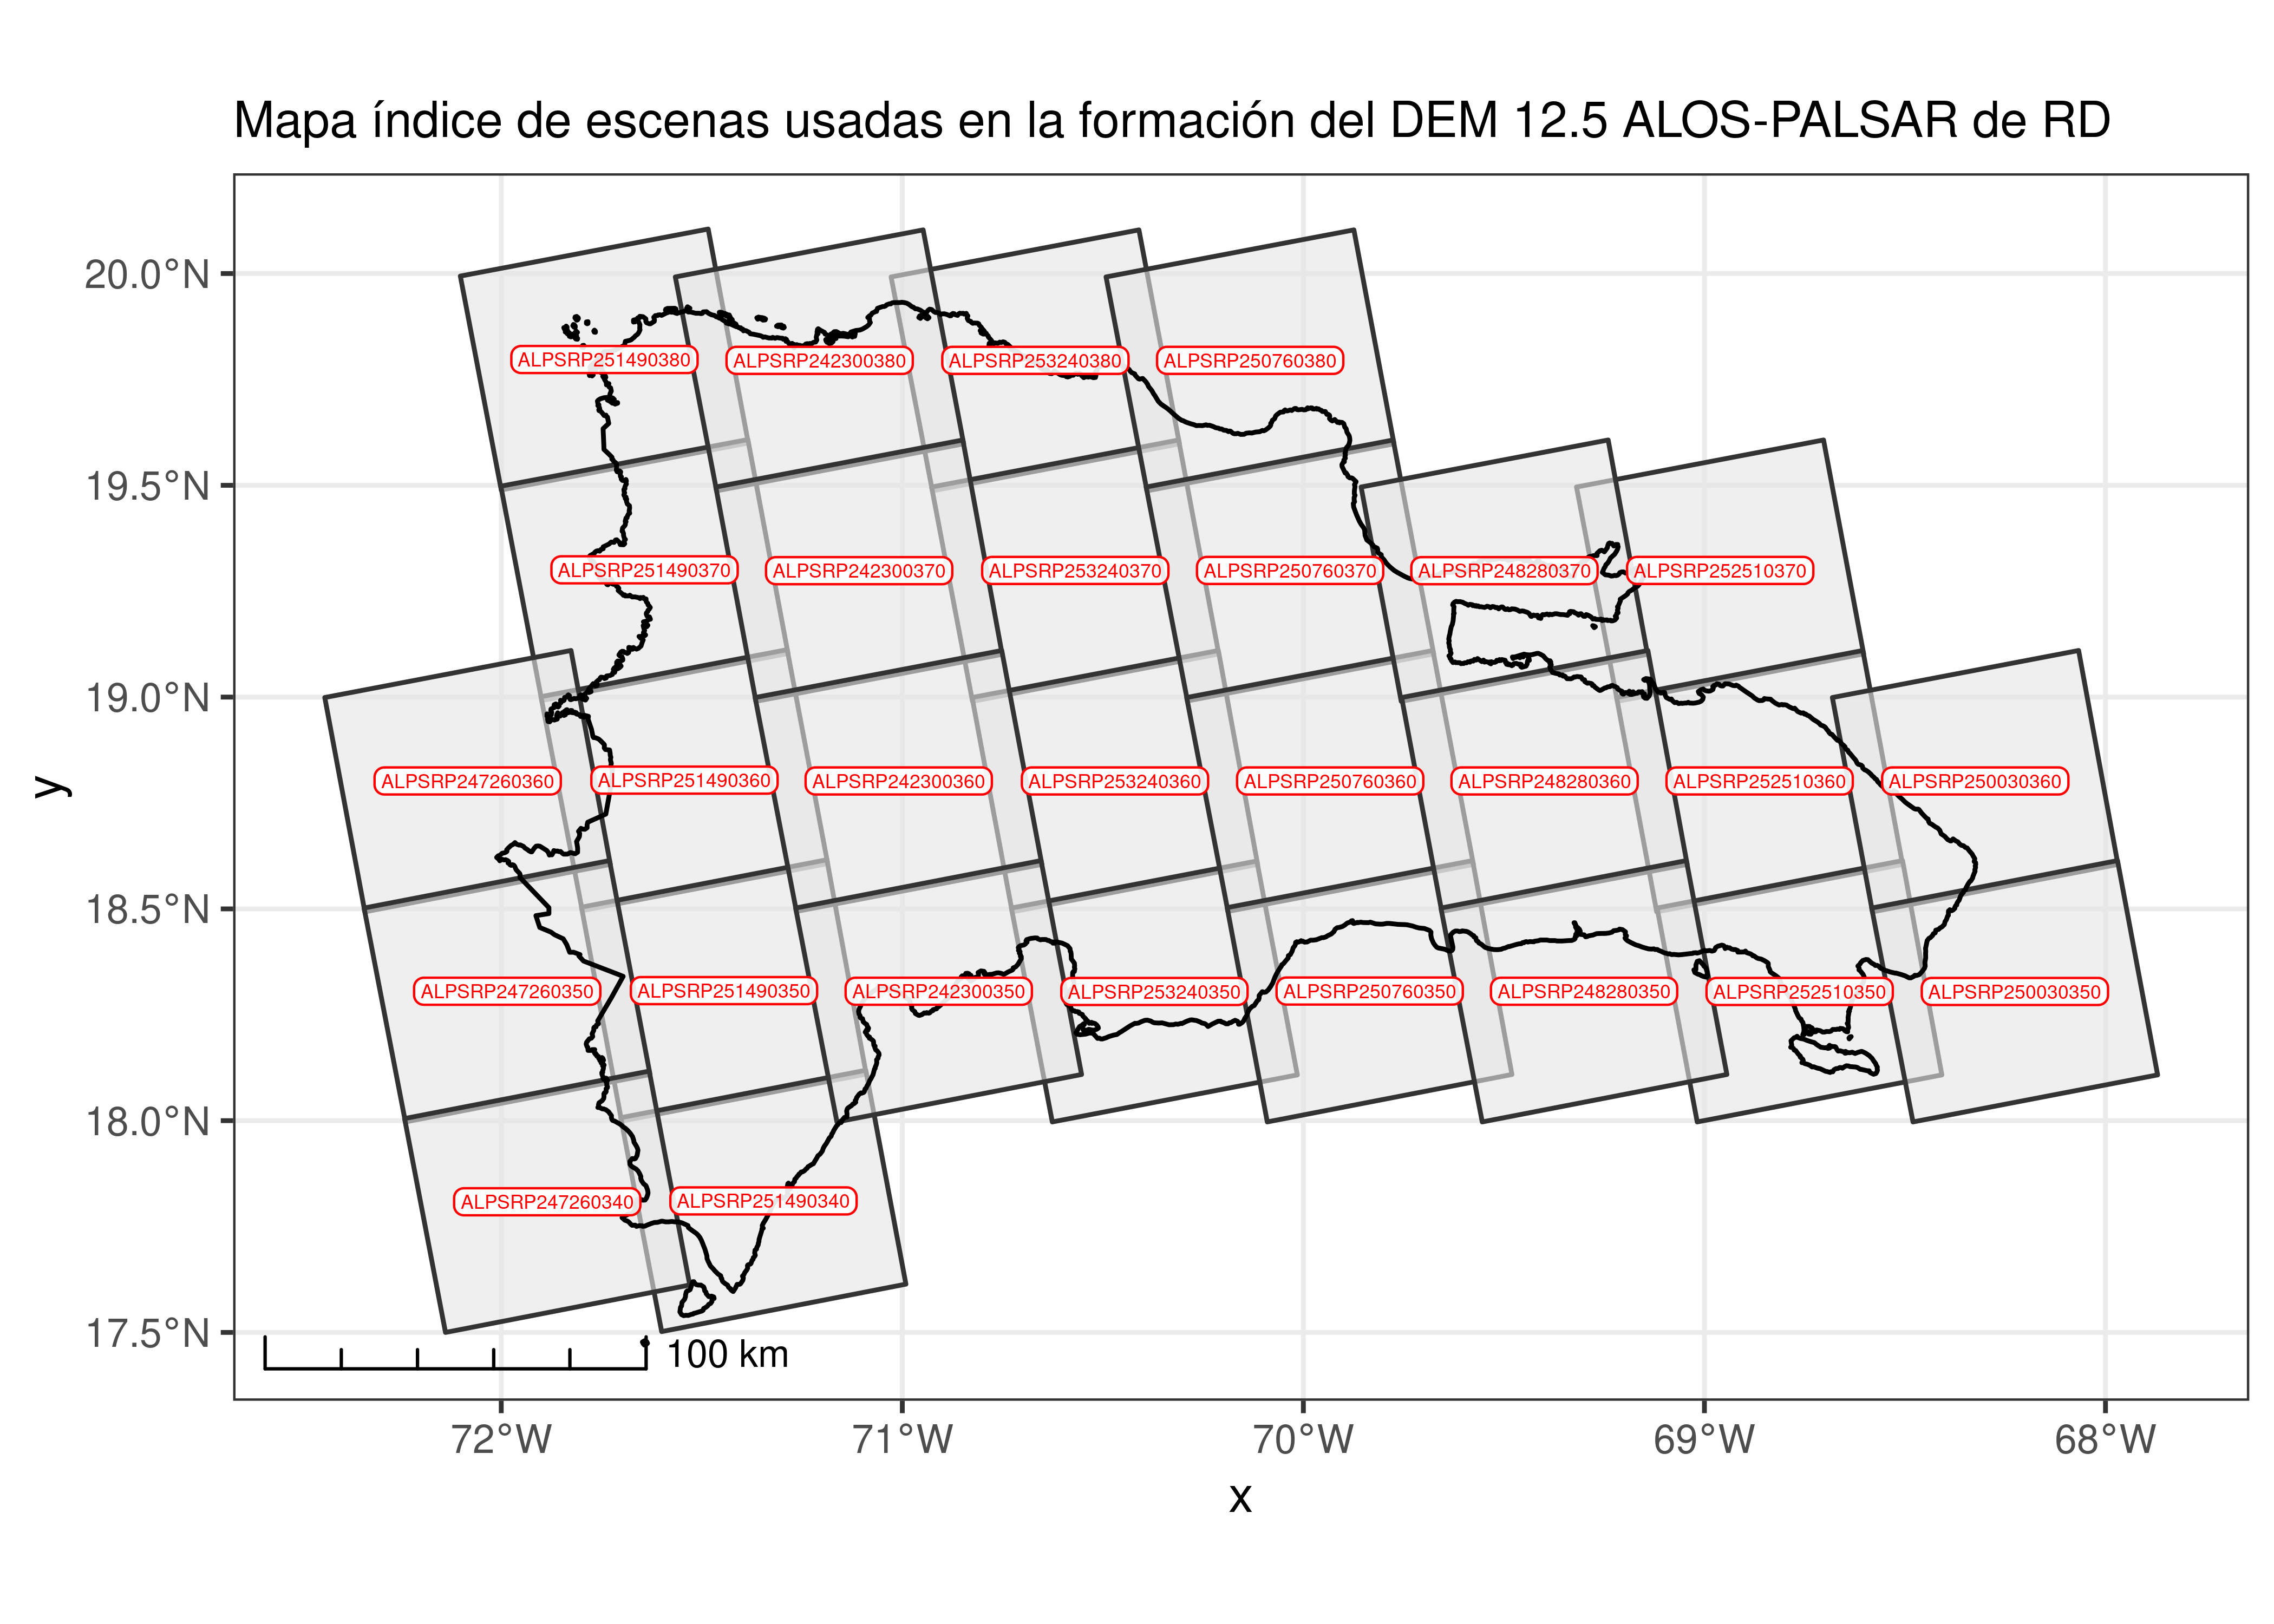 Mapa índice de escenas usadas en la formación del DEM 12.5 ALOS-PALSAR de RD
20.0°N
ALPSRP251490380 ALPSRP242300380 ALPSRP253240380 ALPSRP250760380
19.5°N
ALPSRP251490370 ALPSRP242300370 ALPSRP253240370 ALPSRP250760370 ALPSRP248280370 ALPSRP252510370
19.0°N
y
ALPSRP247260360 ALPSRP251490360 ALPSRP242300360 ALPSRP253240360 ALPSRP250760360 ALPSRP248280360 ALPSRP252510360 ALPSRP250030360
18.5°N
ALPSRP247260350 ALPSRP251490350 ALPSRP242300350 ALPSRP253240350 ALPSRP250760350 ALPSRP248280350 ALPSRP252510350 ALPSRP250030350
18.0°N
ALPSRP247260340 ALPSRP251490340
17.5°N
100 km
72°W 71°W 70°W 69°W 68°W
x